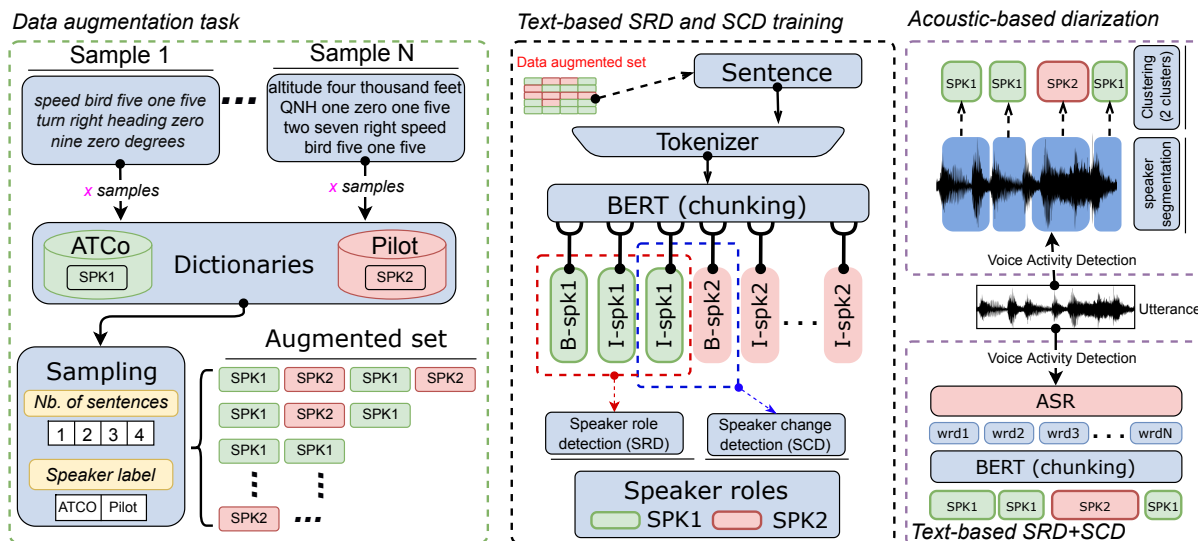 Data augmentation task
Sample 1
Sample N
speed bird five one five
turn right heading zero
nine zero degrees
altitude four thousand feet
QNH one zero one five
two seven right speed
bird five one five
x samples
x samples
ATCo
SPK1
Dictionaries
Pilot
SPK2
Sampling
Nb. of sentences
1 2 3 4
Speaker label
ATCO Pilot
Augmented set
SPK1 SPK2 SPK1 SPK2
SPK1 SPK2 SPK1
SPK1 SPK1
SPK2
Text-based SRD and SCD training
Data augmented set
Sentence
Tokenizer
BERT (chunking)
B-spk1
I-spk1
I-spk1
B-spk2
I-spk2
I-spk2
Speaker role
detection (SRD)
Speaker change
detection (SCD)
Speaker roles
SPK1 SPK2
Acoustic-based diarization
SPK1 SPK1 SPK2 SPK1
Clustering
(2 clusters)
speaker
segmentation
Voice Activity Detection
Utterance
Voice Activity Detection
ASR
wrd1 wrd2 wrd3 . . . wrdN
BERT (chunking)
SPK1 SPK1 SPK2 SPK1
Text-based SRD+SCD